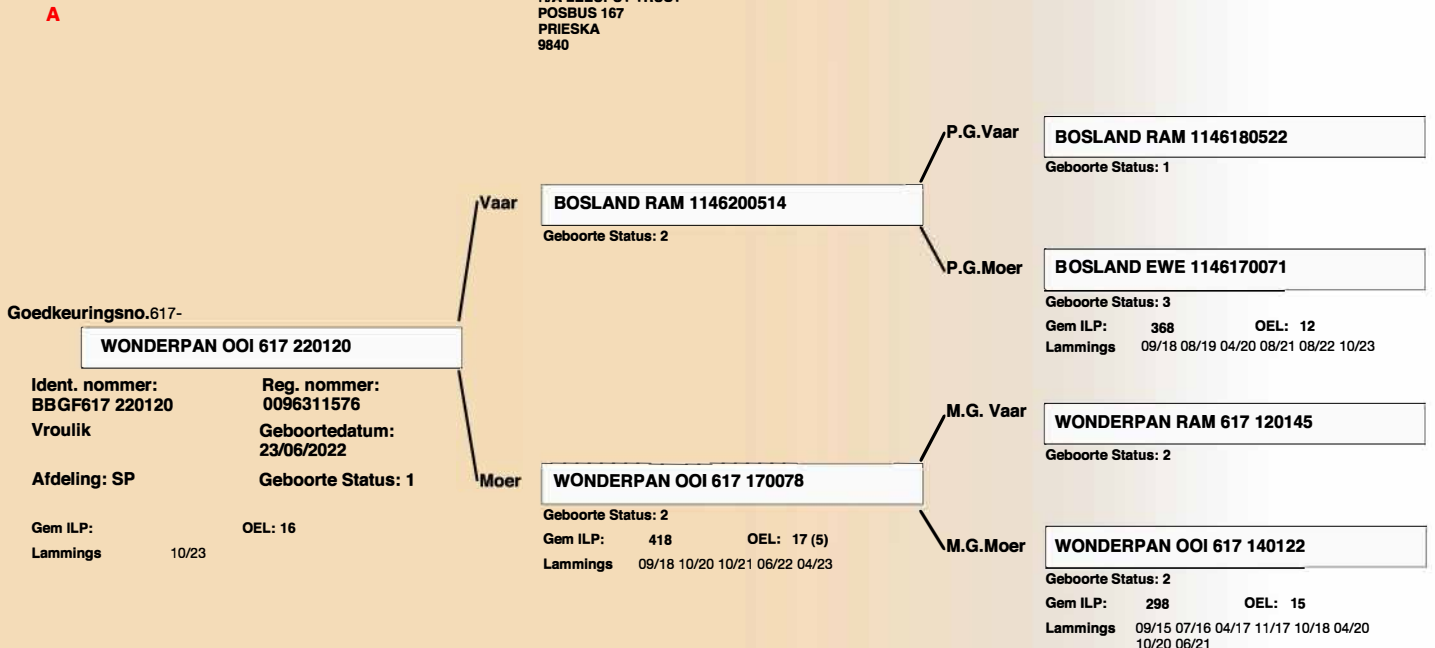 A
POSBUS 167
PRIESKA
9840
P.G.Vaar
BOSLAND RAM 1146180522
Geboorte Status: 1
Vaar
BOSLAND RAM 1146200514
Geboorte Status: 2
P.G.Moer
BOSLAND EWE 1146170071
Geboorte Status: 3
Gem ILP: 368 OEL: 12
Lammings 09/18 08/19 04/20 08/21 08/22 10/23
Goedkeuringsno.617-
WONDERPAN OOI 617 220120
Ident. nommer: Reg. nommer:
BBGF617 220120 0096311576
Vroulik Geboortedatum:
23/06/2022
Afdeling: SP Geboorte Status: 1
Gem ILP: OEL: 16
Lammings 10/23
M.G. Vaar
WONDERPAN RAM 617 120145
Geboorte Status: 2
Moer
WONDERPAN OOI 617 170078
Geboorte Status: 2
Gem ILP: 418 OEL: 17 (5)
Lammings 09/18 10/20 10/21 06/22 04/23
M.G.Moer
WONDERPAN OOI 617 140122
Geboorte Status: 2
Gem ILP: 298 OEL: 15
Lammings 09/15 07/16 04/17 11/17 10/18 04/20
10/20 06/21